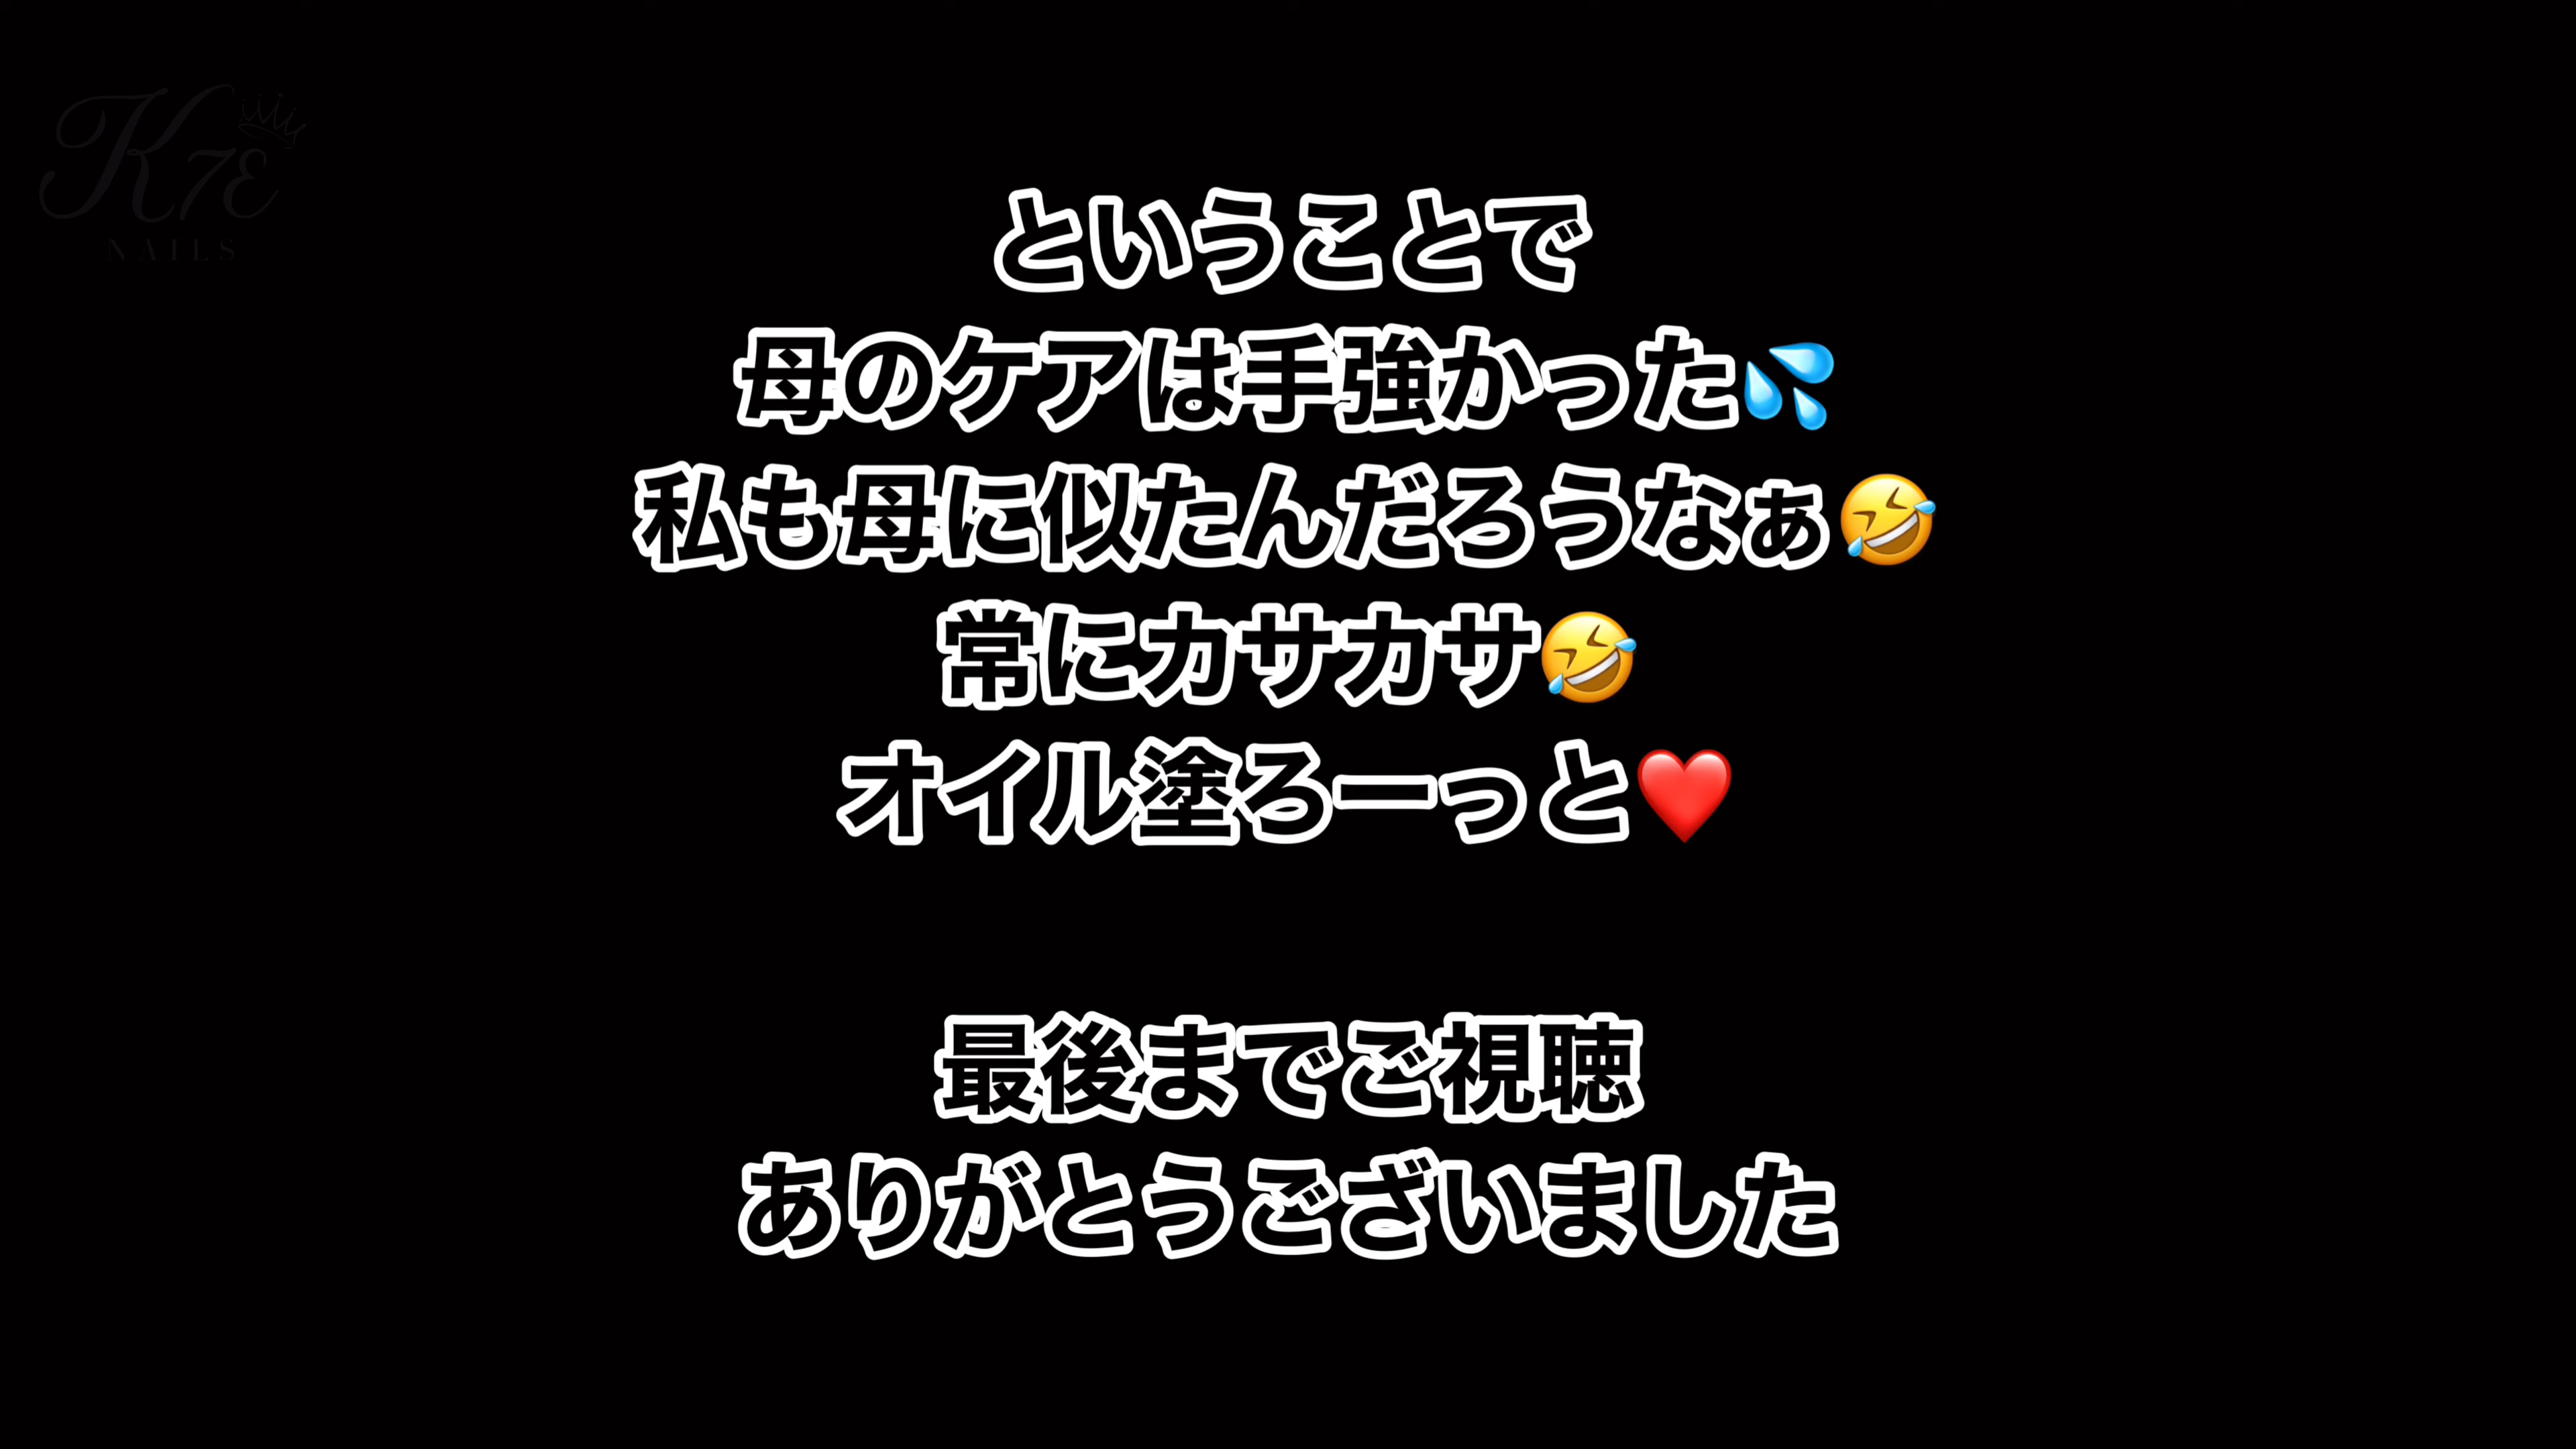 K7E
NAILS
ということで
母のケアは手強かった💦
私も母に似たんだろうなぁ🤣
常にカサカサ🤣
オイル塗ろーっと❤️
最後までご視聴
ありがとうございました